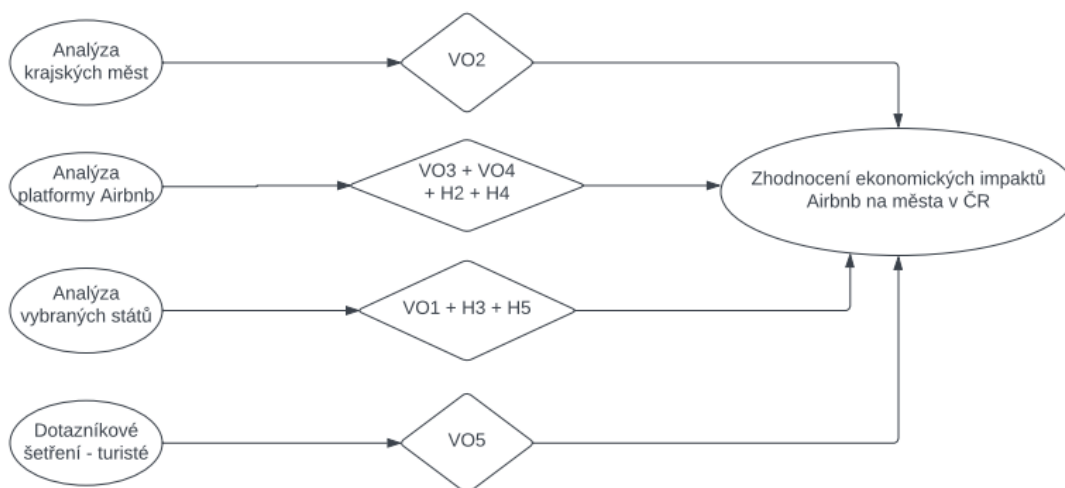 Analýza
krajských měst
VO2
Analýza
platformy Airbnb
VO3 + VO4
+ H2 + H4
Zhodnocení ekonomických impaktů
Airbnb na města v ČR
Analýza
vybraných států
VO1 + H3 + H5
Dotazníkové
šetření - turisté
VO5